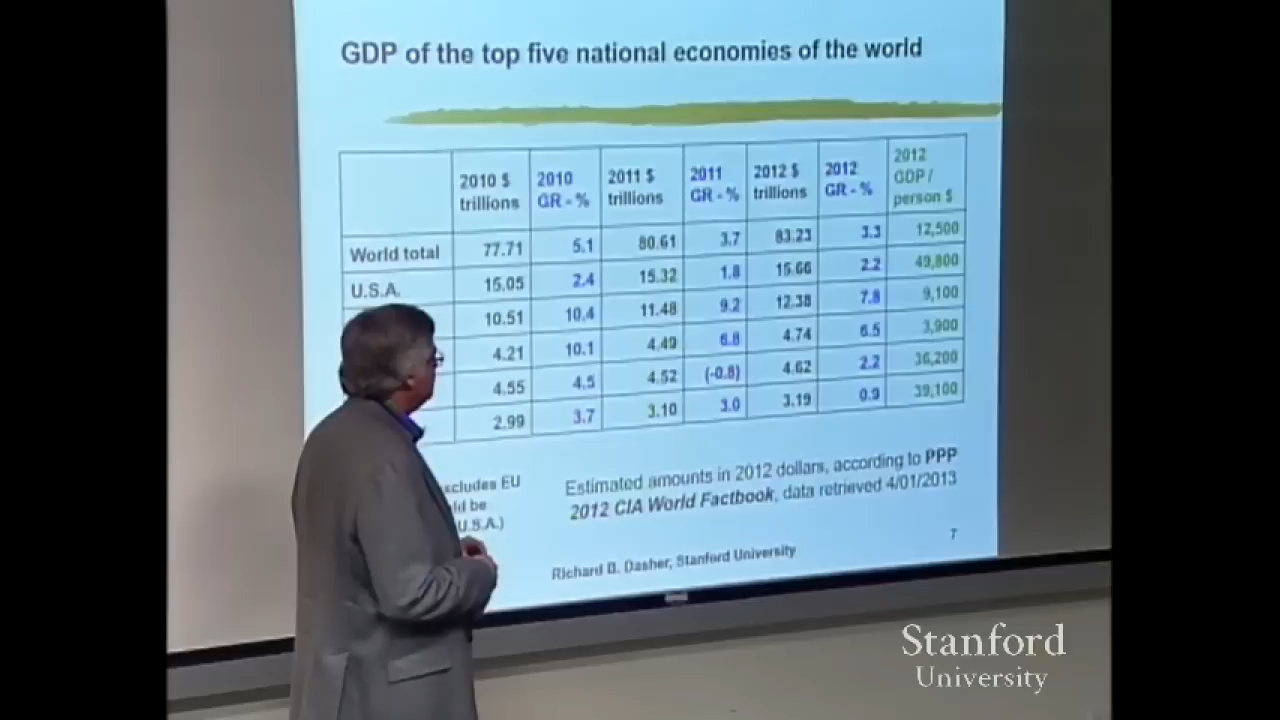 GDP of the top five national economies of the world
2010 $ trillions 2010 GR - % 2011 $ trillions 2011 GR - % 2012 $ trillions 2012 GR - % 2012 GDP / person $
World total 77.71 5.1 80.61 3.7 83.23 3.3 12,500
U.S.A. 15.05 2.4 15.32 1.8 15.66 2.2 49,800
10.51 10.4 11.48 9.2 12.38 7.8 9,100
4.21 10.1 4.49 6.8 4.74 6.5 3,900
4.55 4.5 4.52 (-0.8) 4.62 2.2 36,200
2.99 3.7 3.10 3.0 3.19 0.9 39,100
EU
be
U.S.A.)
Estimated amounts in 2012 dollars, according to PPP
2012 CIA World Factbook, data retrieved 4/01/2013
7
Richard B. Dasher, Stanford University
Stanford
University